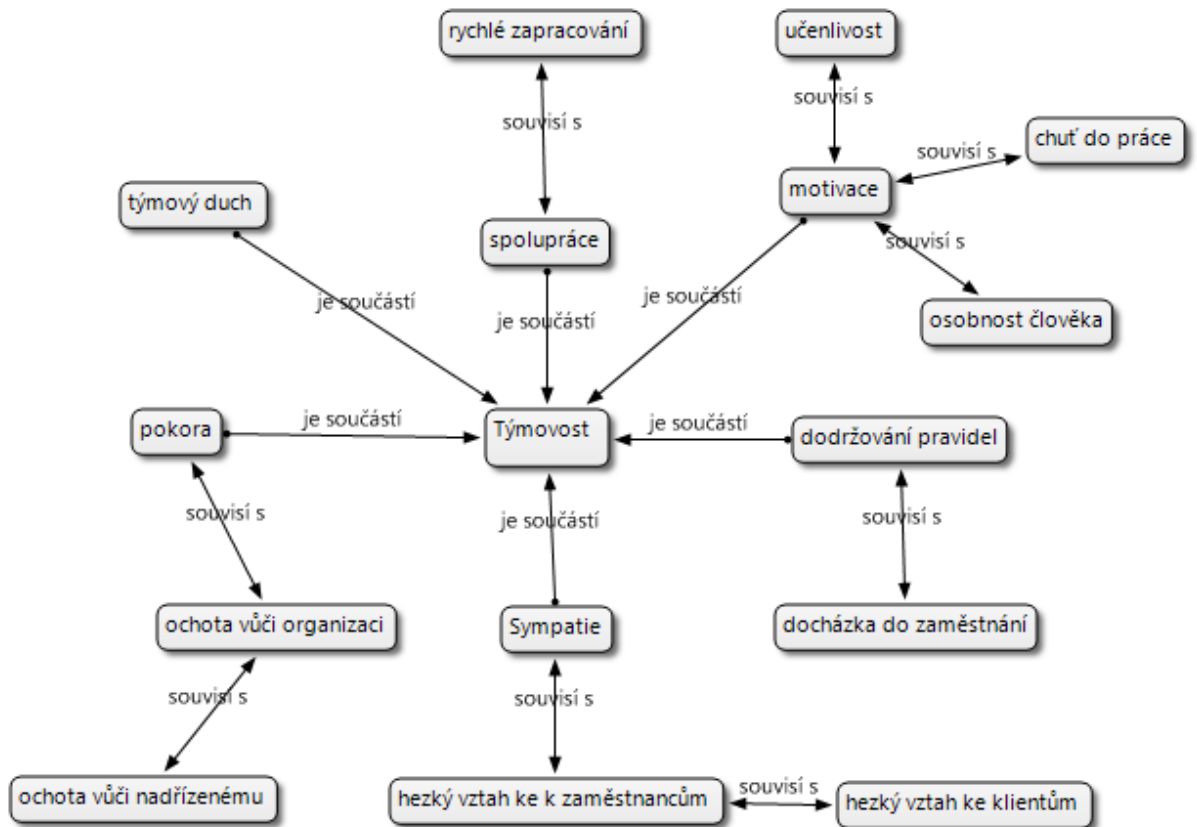 rychlé zapracování
učenlivost
souvisí s
souvisí s
chuť do práce
souvisí s
motivace
týmový duch
spolupráce
souvisí s
je součástí
je součástí
je součástí
osobnost člověka
pokora
je součástí
Týmovost
je součástí
dodržování pravidel
souvisí s
je součástí
souvisí s
ochota vůči organizaci
Sympatie
docházka do zaměstnání
souvisí s
souvisí s
ochota vůči nadřízenému
hezký vztah ke k zaměstnancům
souvisí s
hezký vztah ke klientům